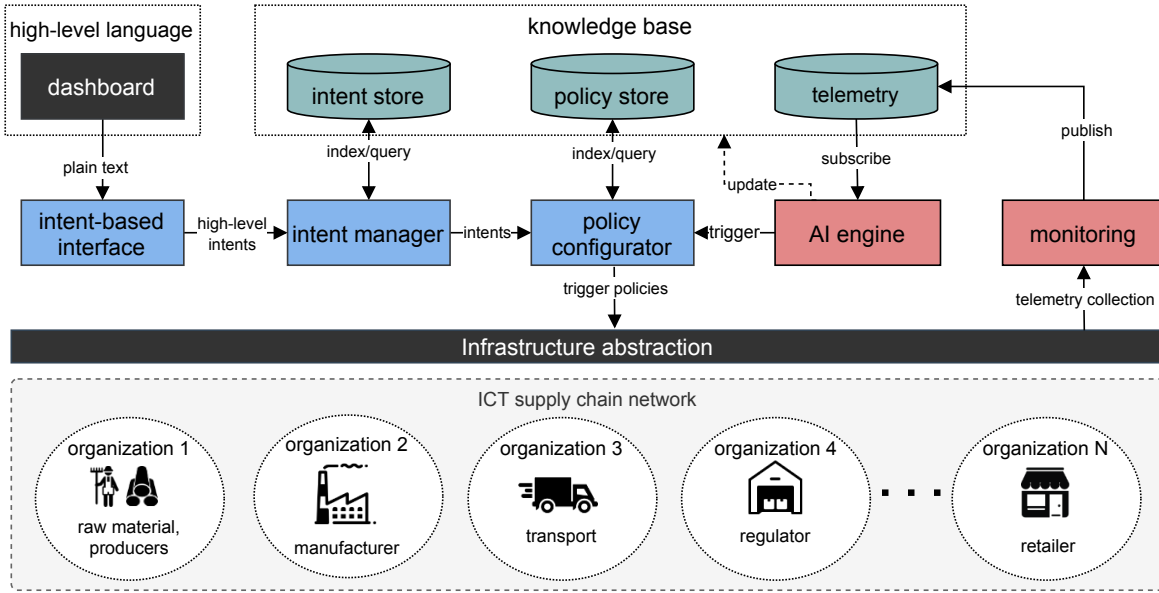 high-level language
knowledge base
dashboard
intent store
policy store
telemetry
plain text
index/query
index/query
subscribe
publish
update
intent-based
interface
high-level
intents
intent manager
intents
policy
configurator
trigger
AI engine
monitoring
trigger policies
telemetry collection
Infrastructure abstraction
ICT supply chain network
organization 1
organization 2
organization 3
organization 4
organization N
raw material,
producers
manufacturer
transport
regulator
retailer